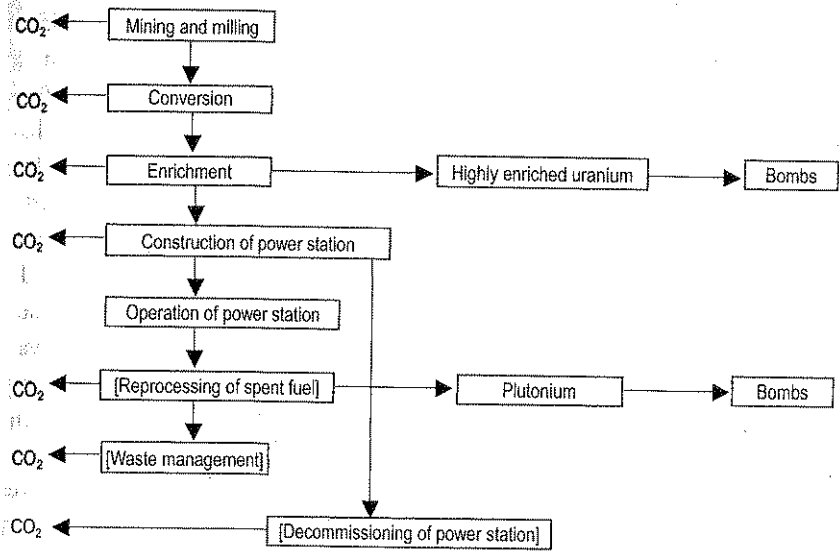 CO₂ Mining and milling
CO₂ Conversion
CO₂ Enrichment Highly enriched uranium Bombs
CO₂ Construction of power station
Operation of power station
CO₂ [Reprocessing of spent fuel] Plutonium Bombs
CO₂ [Waste management]
CO₂ [Decommissioning of power station]